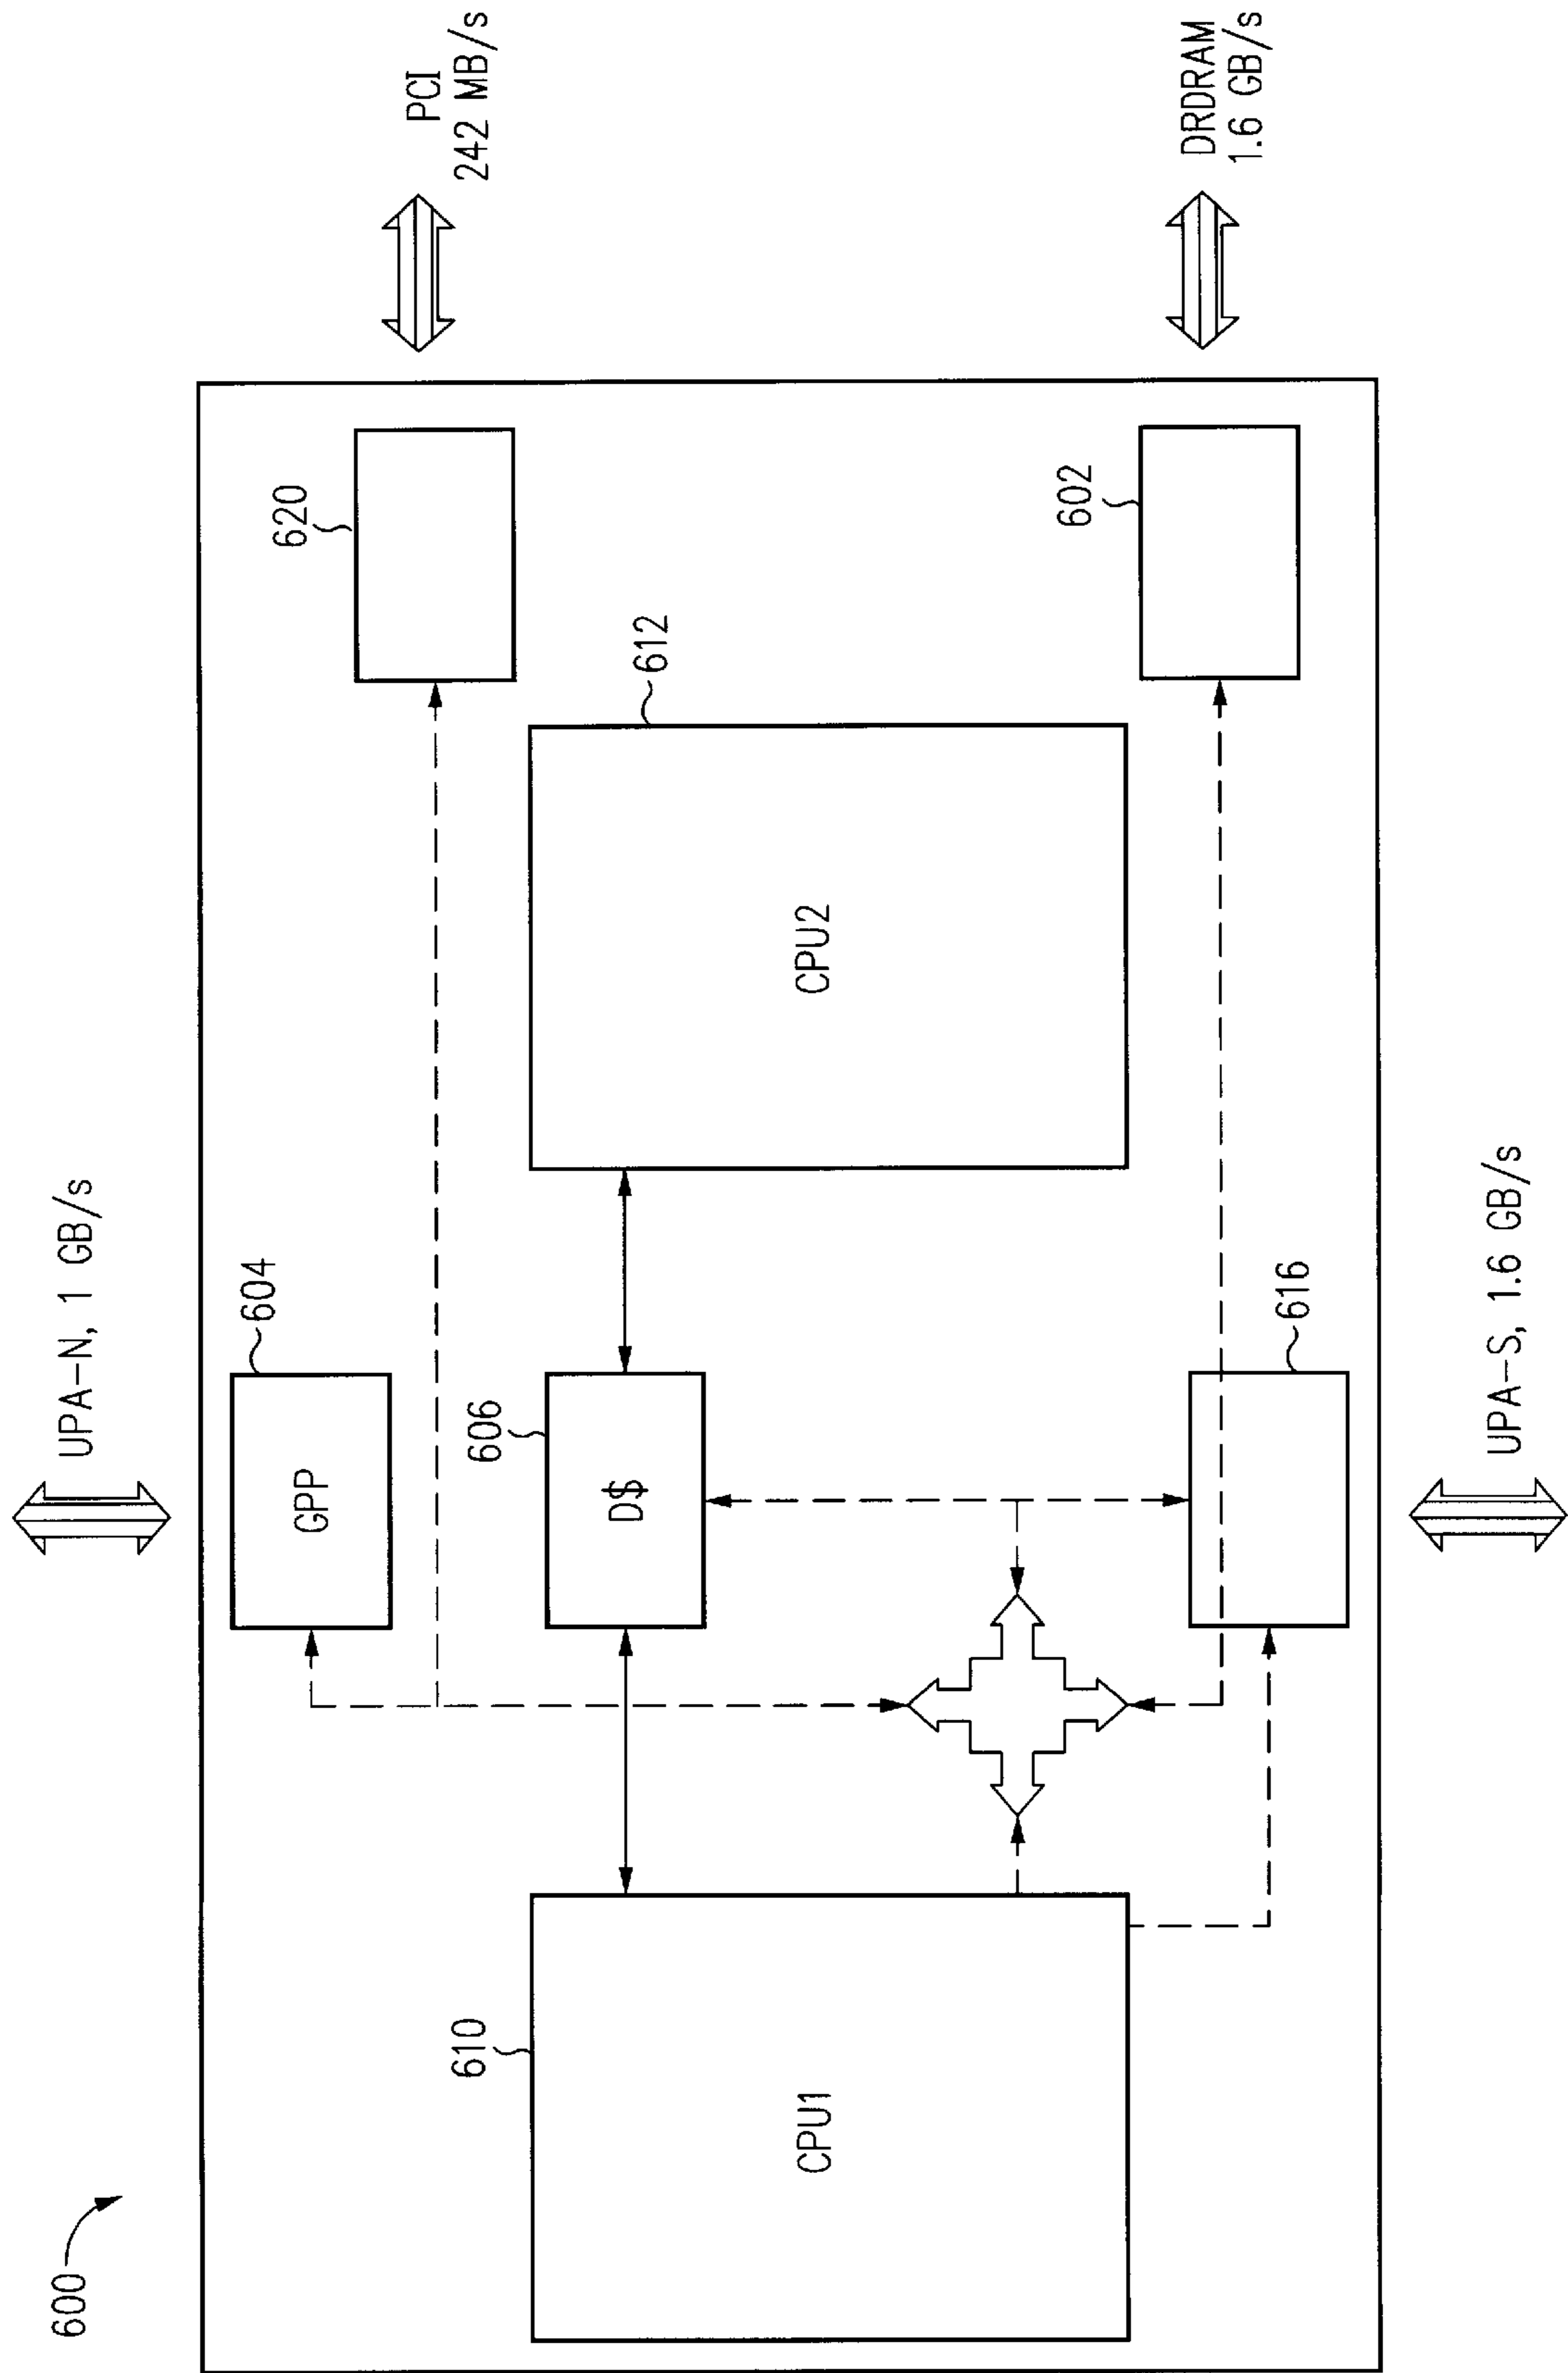 600
UPA-N, 1 GB/s
604
GPP
620
PCI
242 MB/s
610
606
612
CPU1
D$
CPU2
602
DRDRAM
1.6 GB/s
616
UPA-S, 1.6 GB/s